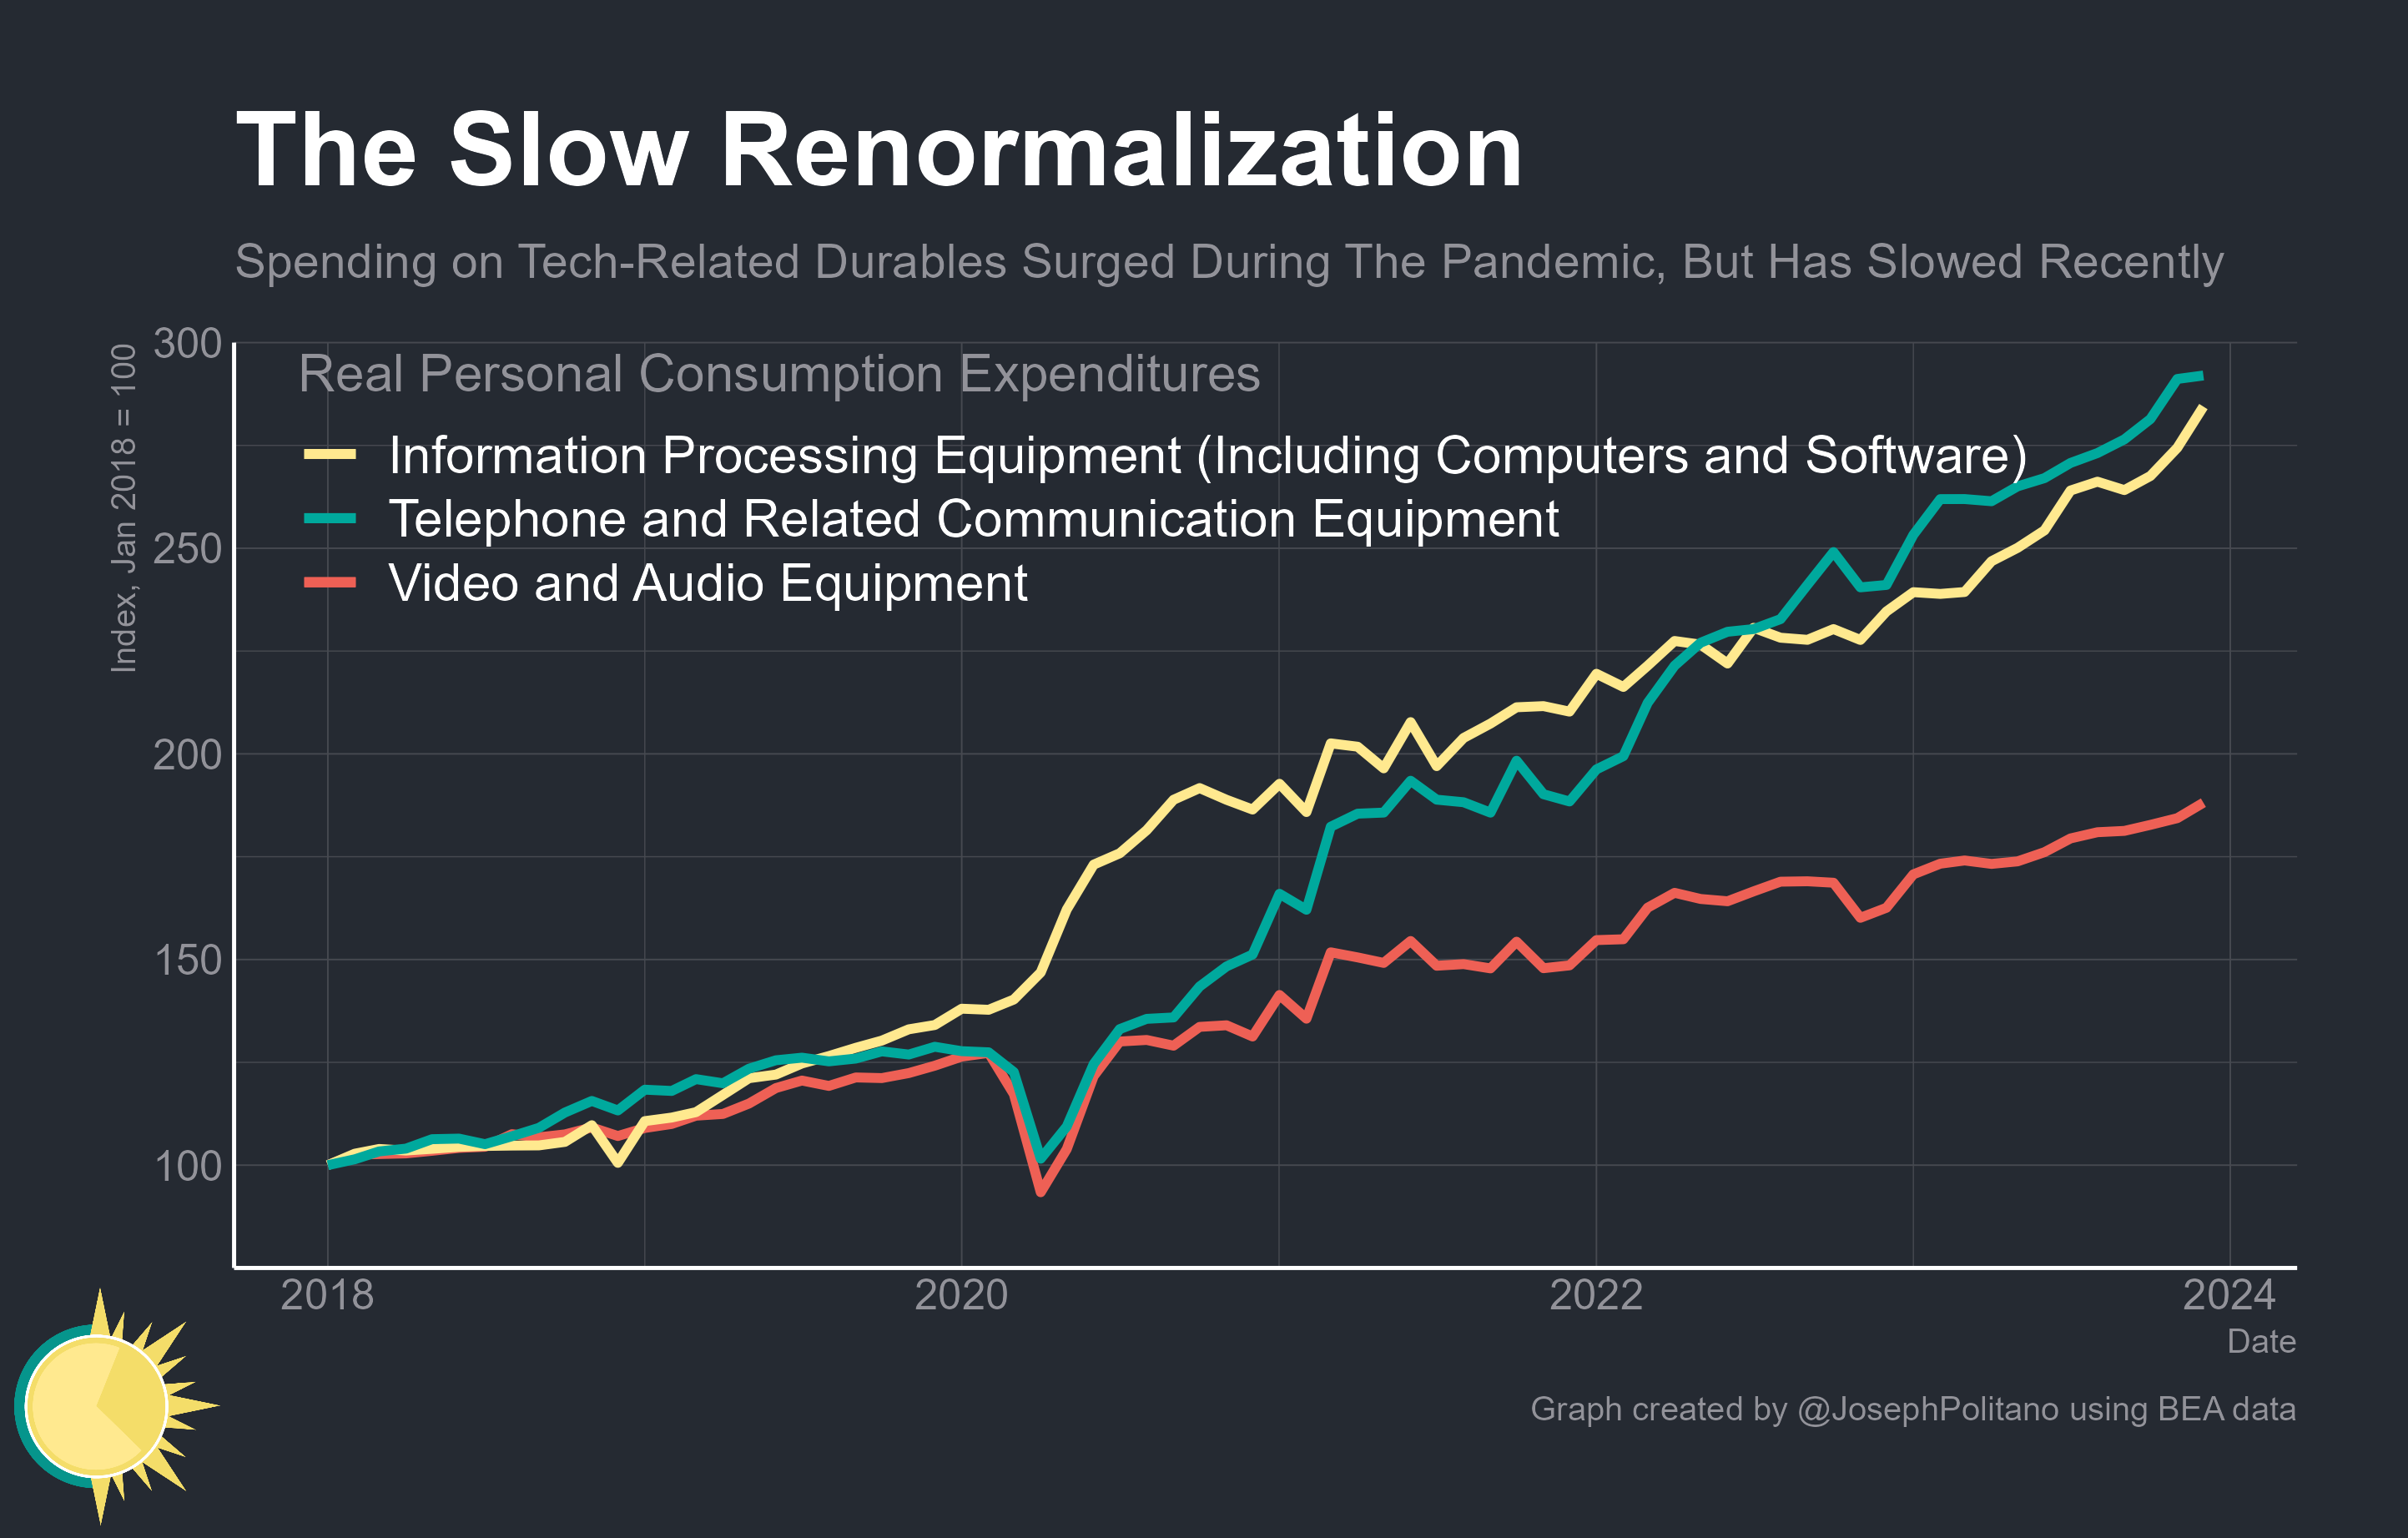 The Slow Renormalization
Spending on Tech-Related Durables Surged During The Pandemic, But Has Slowed Recently
Index, Jan 2018 = 100
300
250
200
150
100
Real Personal Consumption Expenditures
Information Processing Equipment (Including Computers and Software)
Telephone and Related Communication Equipment
Video and Audio Equipment
2018 2020 2022 2024
Date
Graph created by @JosephPolitano using BEA data